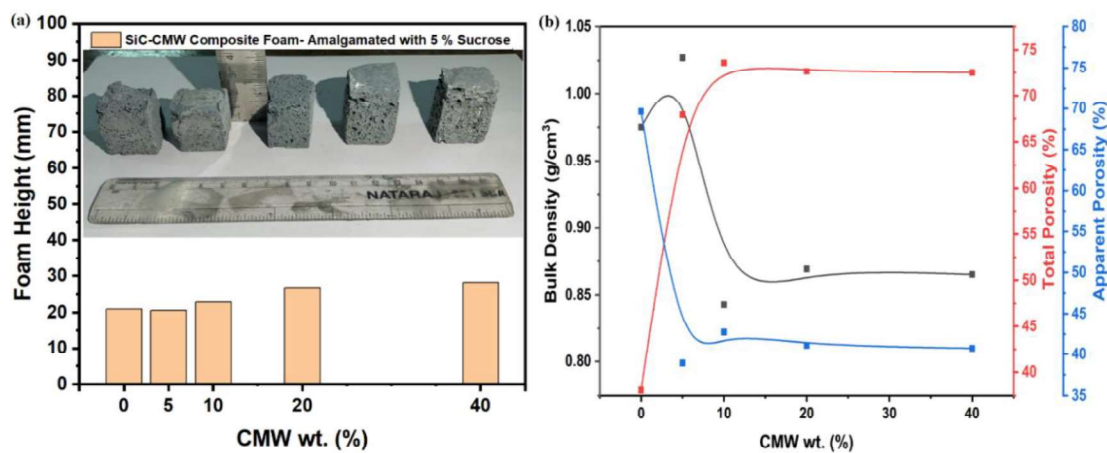 (a)
SiC-CMW Composite Foam- Amalgamated with 5 % Sucrose
NATARAJ
Foam Height (mm)
100
90
80
70
60
50
40
30
20
10
0
0 5 10 20 40
CMW wt. (%)
(b)
Bulk Density (g/cm³)
1.05
1.00
0.95
0.90
0.85
0.80
0 10 20 30 40
CMW wt. (%)
75
70
65
60
55
50
45
40
Total Porosity (%)
80
75
70
65
60
55
50
45
40
35
Apparent Porosity (%)